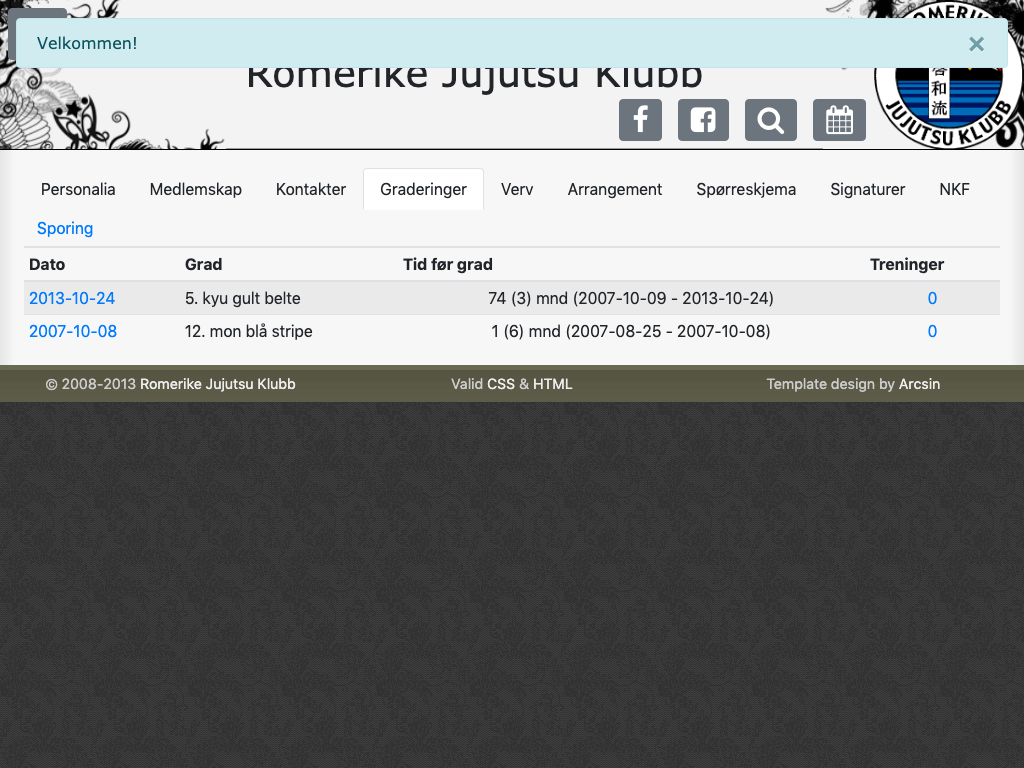 Velkommen!
×
Romerike Jujutsu Klubb
ROMERIK
啓和流
JUJUTSU KLUBB
Personalia Medlemskap Kontakter Graderinger Verv Arrangement Spørreskjema Signaturer NKF
Sporing
Dato Grad Tid før grad Treninger
2013-10-24 5. kyu gult belte 74 (3) mnd (2007-10-09 - 2013-10-24) 0
2007-10-08 12. mon blå stripe 1 (6) mnd (2007-08-25 - 2007-10-08) 0
© 2008-2013 Romerike Jujutsu Klubb Valid CSS & HTML Template design by Arcsin